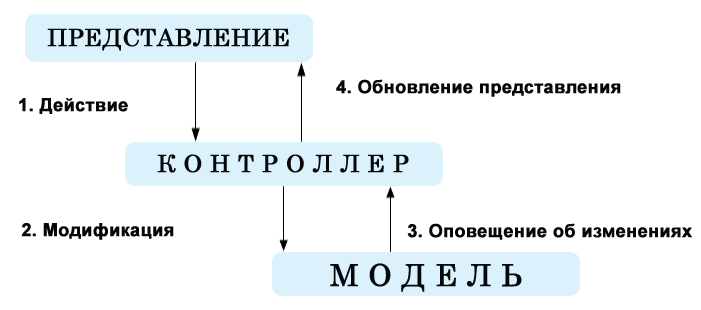 ПРЕДСТАВЛЕНИЕ
4. Обновление представления
1. Действие
КОНТРОЛЛЕР
2. Модификация
3. Оповещение об изменениях
МОДЕЛЬ